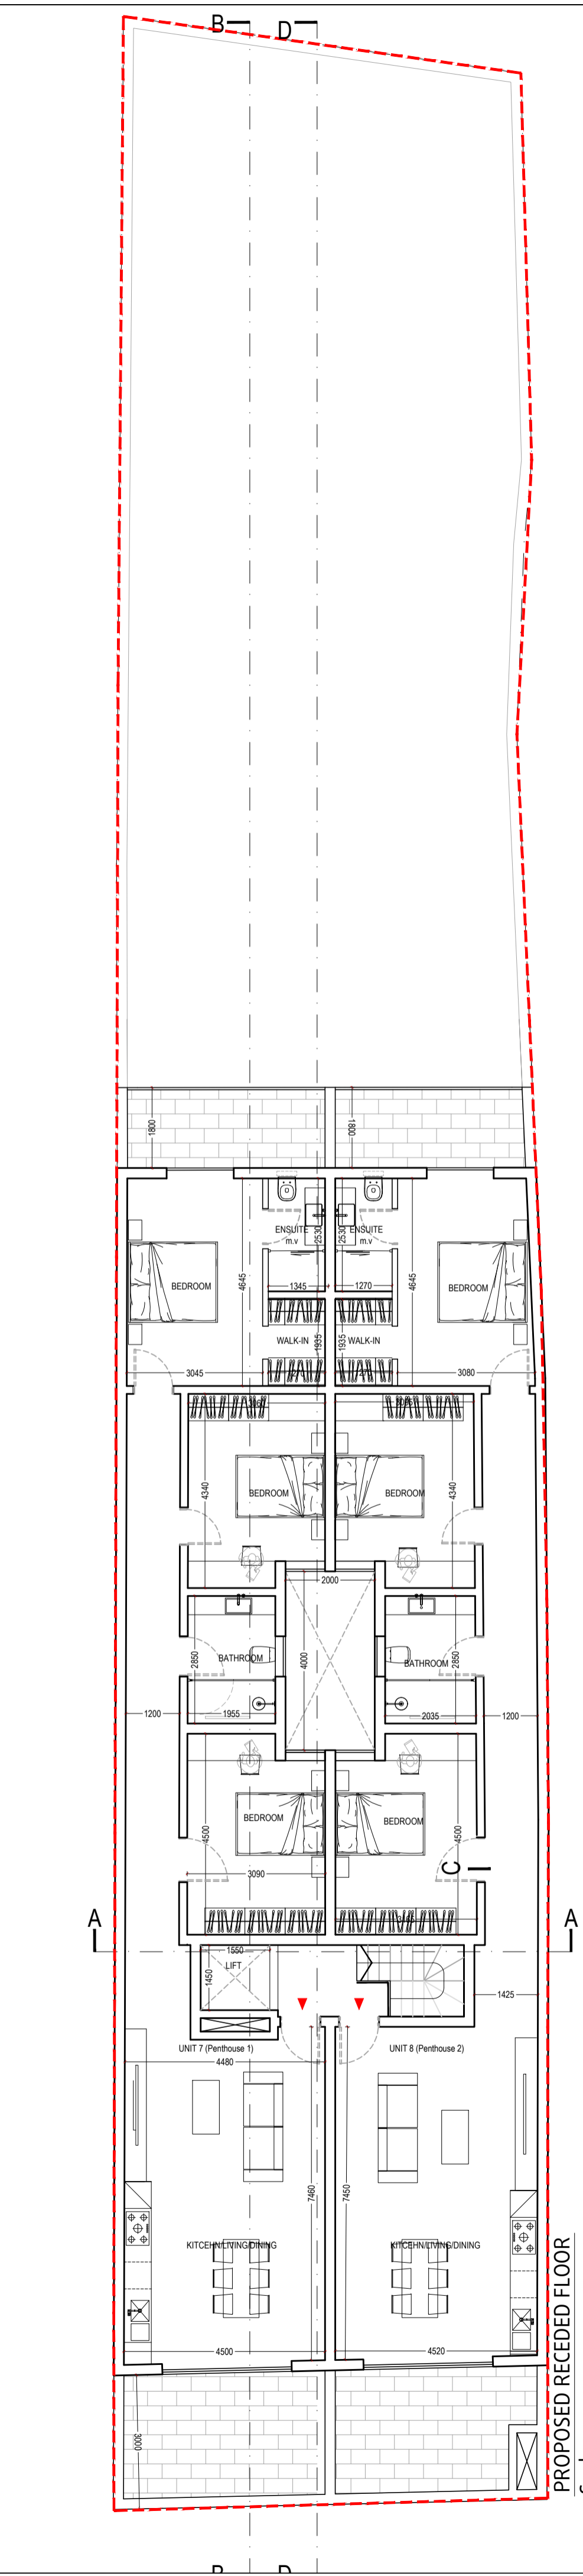 B D
1800 1800
ENSUITE m.v 2530 2530 ENSUITE m.v
BEDROOM 4645 4645 BEDROOM
1345 1270
WALK-IN 1935 1935 WALK-IN
3045 3080
4340 BEDROOM BEDROOM 4340
2000
2850 BATHROOM 4000 BATHROOM 2850
1200 1955 2035 1200
4500 BEDROOM BEDROOM 4500
3090 C
A A
1550
1450 LIFT
1425
UNIT 7 (Penthouse 1) UNIT 8 (Penthouse 2)
4480
7460 7450
KITCEHN/LIVING/DINING KITCEHN/LIVING/DINING
4500 4520
3000
PROPOSED RECEDED FLOOR
B D